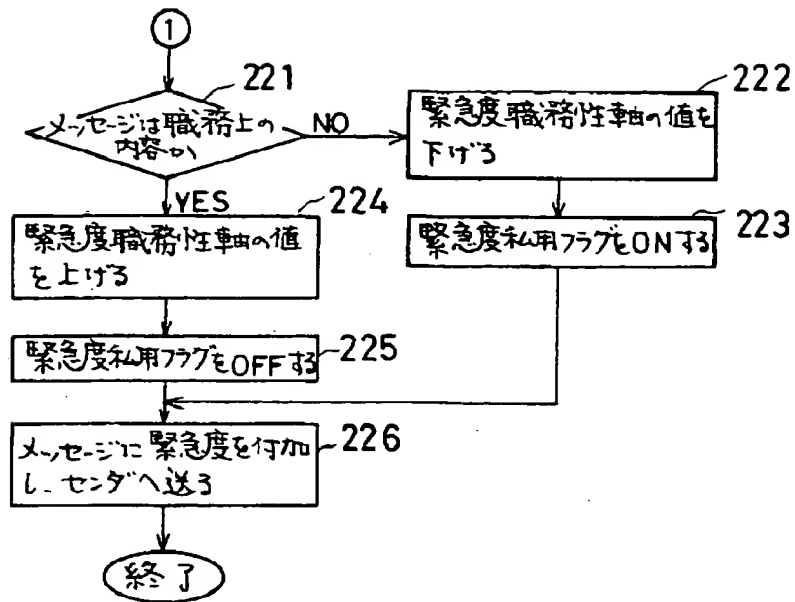 1
221
メッセージは職務上の
内容か
NO
222
緊急度職務性軸の値を
下げる
YES
224
緊急度職務性軸の値
を上げる
223
緊急度私用フラグをONする
225
緊急度私用フラグをOFFする
226
メッセージに緊急度を付加
し、センダへ送る
終了